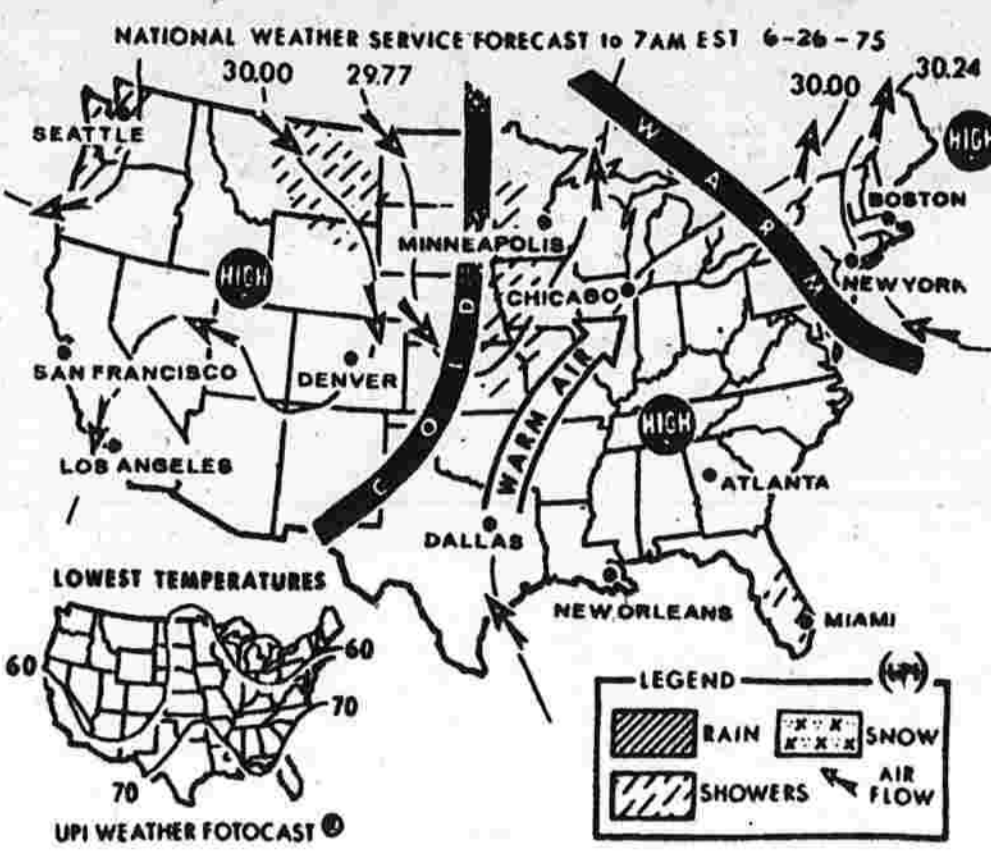 NATIONAL WEATHER SERVICE FORECAST to 7AM EST 6-26-75
30.00
29.77
30.00
30.24
SEATTLE
HIGH
WARM
BOSTON
MINNEAPOLIS
HIGH
CHICAGO
NEW YORK
COLD
SAN FRANCISCO
DENVER
WARM AIR
HIGH
LOS ANGELES
ATLANTA
DALLAS
LOWEST TEMPERATURES
NEW ORLEANS
MIAMI
60
60
70
70
LEGEND
(UPI)
RAIN
SNOW
SHOWERS
AIR
FLOW
UPI WEATHER FOTOCAST ®